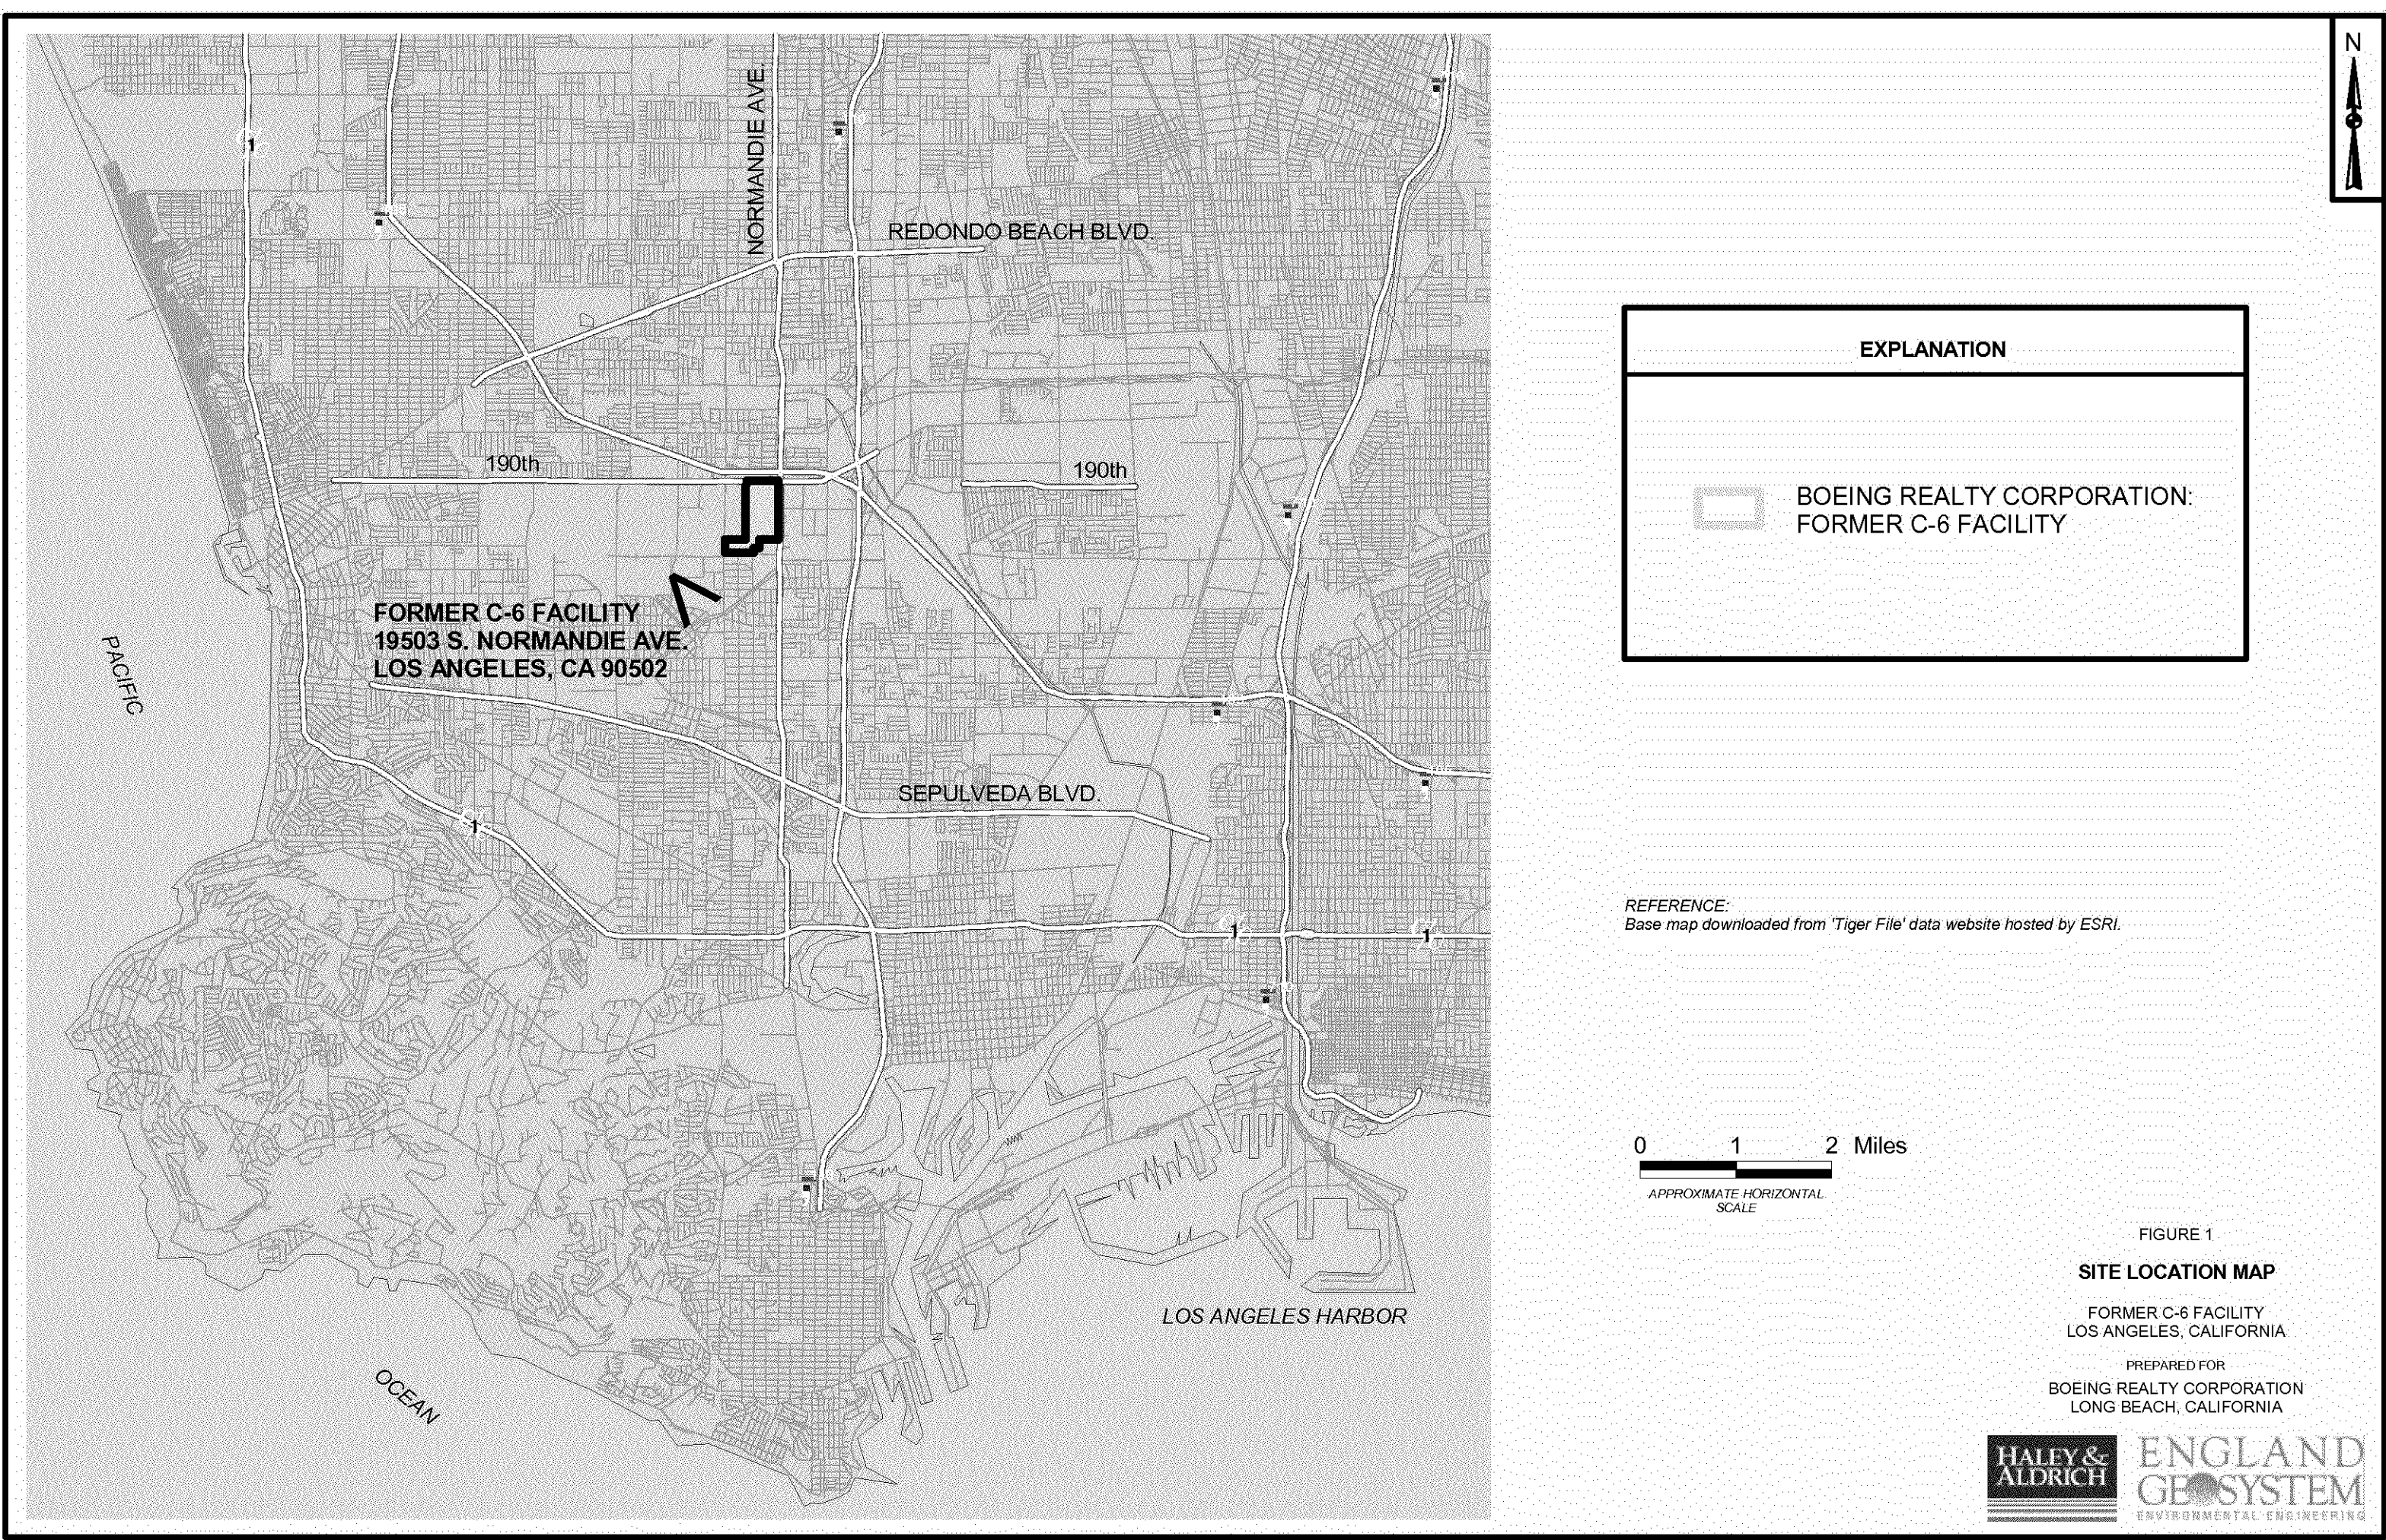 N
NORMANDIE AVE.
1
REDONDO BEACH BLVD.
190th
190th
FORMER C-6 FACILITY
19503 S. NORMANDIE AVE.
LOS ANGELES, CA 90502
PACIFIC
SEPULVEDA BLVD.
1
1
1
LOS ANGELES HARBOR
OCEAN
EXPLANATION
BOEING REALTY CORPORATION:
FORMER C-6 FACILITY
REFERENCE:
Base map downloaded from 'Tiger File' data website hosted by ESRI.
0 1 2 Miles
APPROXIMATE HORIZONTAL
SCALE
FIGURE 1
SITE LOCATION MAP
FORMER C-6 FACILITY
LOS ANGELES, CALIFORNIA
PREPARED FOR
BOEING REALTY CORPORATION
LONG BEACH, CALIFORNIA
HALEY &
ALDRICH
ENGLAND
GEOSYSTEM
ENVIRONMENTAL ENGINEERING